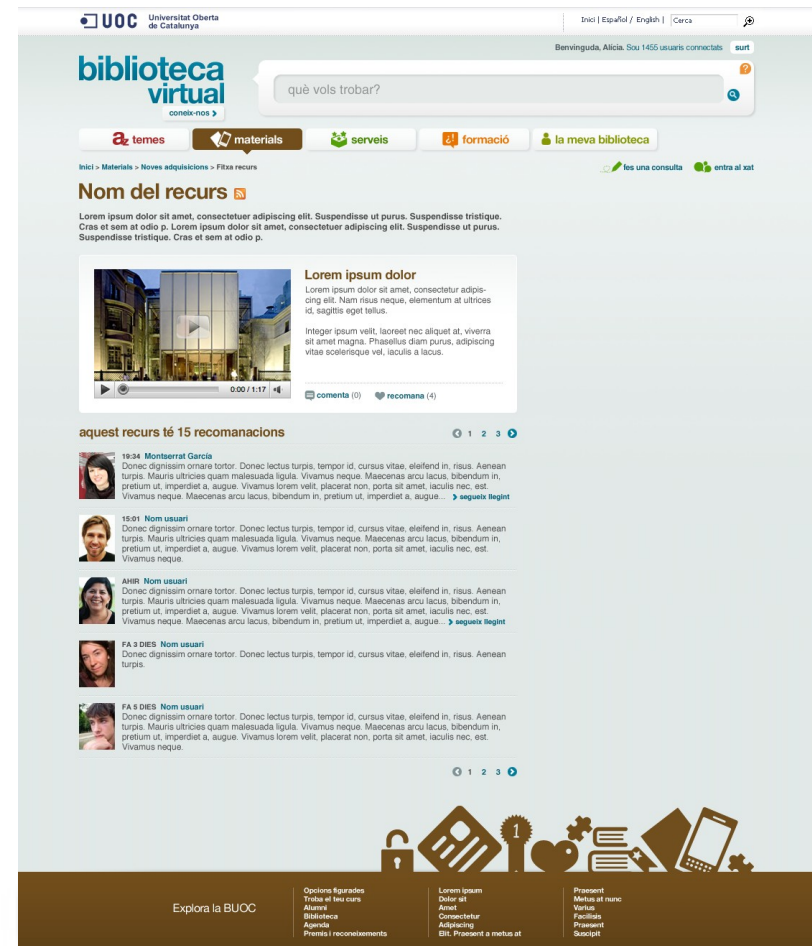 UOC Universitat Oberta
de Catalunya
Inici | Español / English | Cerca
Benvinguda, Alícia. Sou 1455 usuaris connectats surt
biblioteca
virtual
coneix-nos
què vols trobar?
?
az temes
materials
serveis
formació
la meva biblioteca
Inici > Materials > Noves adquisicions > Fitxa recurs
fes una consulta
entra al xat
Nom del recurs
Lorem ipsum dolor sit amet, consectetuer adipiscing elit. Suspendisse ut purus. Suspendisse tristique.
Cras et sem at odio p. Lorem ipsum dolor sit amet, consectetuer adipiscing elit. Suspendisse ut purus.
Suspendisse tristique. Cras et sem at odio p.
Lorem ipsum dolor
Lorem ipsum dolor sit amet, consectetur adipis-
cing elit. Nam risus neque, elementum at ultrices
id, sagittis eget tellus.
Integer ipsum velit, laoreet nec aliquet at, viverra
sit amet magna. Phasellus diam purus, adipiscing
vitae scelerisque vel, iaculis a lacus.
0:00 / 1:17
comenta (0) recomana (4)
aquest recurs té 15 recomanacions
1 2 3
19:34 Montserrat García
Donec dignissim ornare tortor. Donec lectus turpis, tempor id, cursus vitae, eleifend in, risus. Aenean
turpis. Mauris ultricies quam malesuada ligula. Vivamus neque. Maecenas arcu lacus, bibendum in,
pretium ut, imperdiet a, augue. Vivamus lorem velit, placerat non, porta sit amet, iaculis nec, est.
Vivamus neque. Maecenas arcu lacus, bibendum in, pretium ut, imperdiet a, augue... segueix llegint
15:01 Nom usuari
Donec dignissim ornare tortor. Donec lectus turpis, tempor id, cursus vitae, eleifend in, risus. Aenean
turpis. Mauris ultricies quam malesuada ligula. Vivamus neque. Maecenas arcu lacus, bibendum in,
pretium ut, imperdiet a, augue. Vivamus lorem velit, placerat non, porta sit amet, iaculis nec, est.
Vivamus neque.
AHIR Nom usuari
Donec dignissim ornare tortor. Donec lectus turpis, tempor id, cursus vitae, eleifend in, risus. Aenean
turpis. Mauris ultricies quam malesuada ligula. Vivamus neque. Maecenas arcu lacus, bibendum in,
pretium ut, imperdiet a, augue. Vivamus lorem velit, placerat non, porta sit amet, iaculis nec, est.
Vivamus neque. Maecenas arcu lacus, bibendum in, pretium ut, imperdiet a, augue... segueix llegint
FA 3 DIES Nom usuari
Donec dignissim ornare tortor. Donec lectus turpis, tempor id, cursus vitae, eleifend in, risus. Aenean
turpis.
FA 5 DIES Nom usuari
Donec dignissim ornare tortor. Donec lectus turpis, tempor id, cursus vitae, eleifend in, risus. Aenean
turpis. Mauris ultricies quam malesuada ligula. Vivamus neque. Maecenas arcu lacus, bibendum in,
pretium ut, imperdiet a, augue. Vivamus lorem velit, placerat non, porta sit amet, iaculis nec, est.
Vivamus neque.
1 2 3
1
Explora la BUOC
Opcions figurades
Troba el teu curs
Alumni
Biblioteca
Agenda
Premis i reconeixements
Lorem ipsum
Dolor sit
Amet
Consectetur
Adipiscing
Elit. Praesent a metus at
Praesent
Metus at nunc
Varius
Facilisis
Praesent
Suscipit